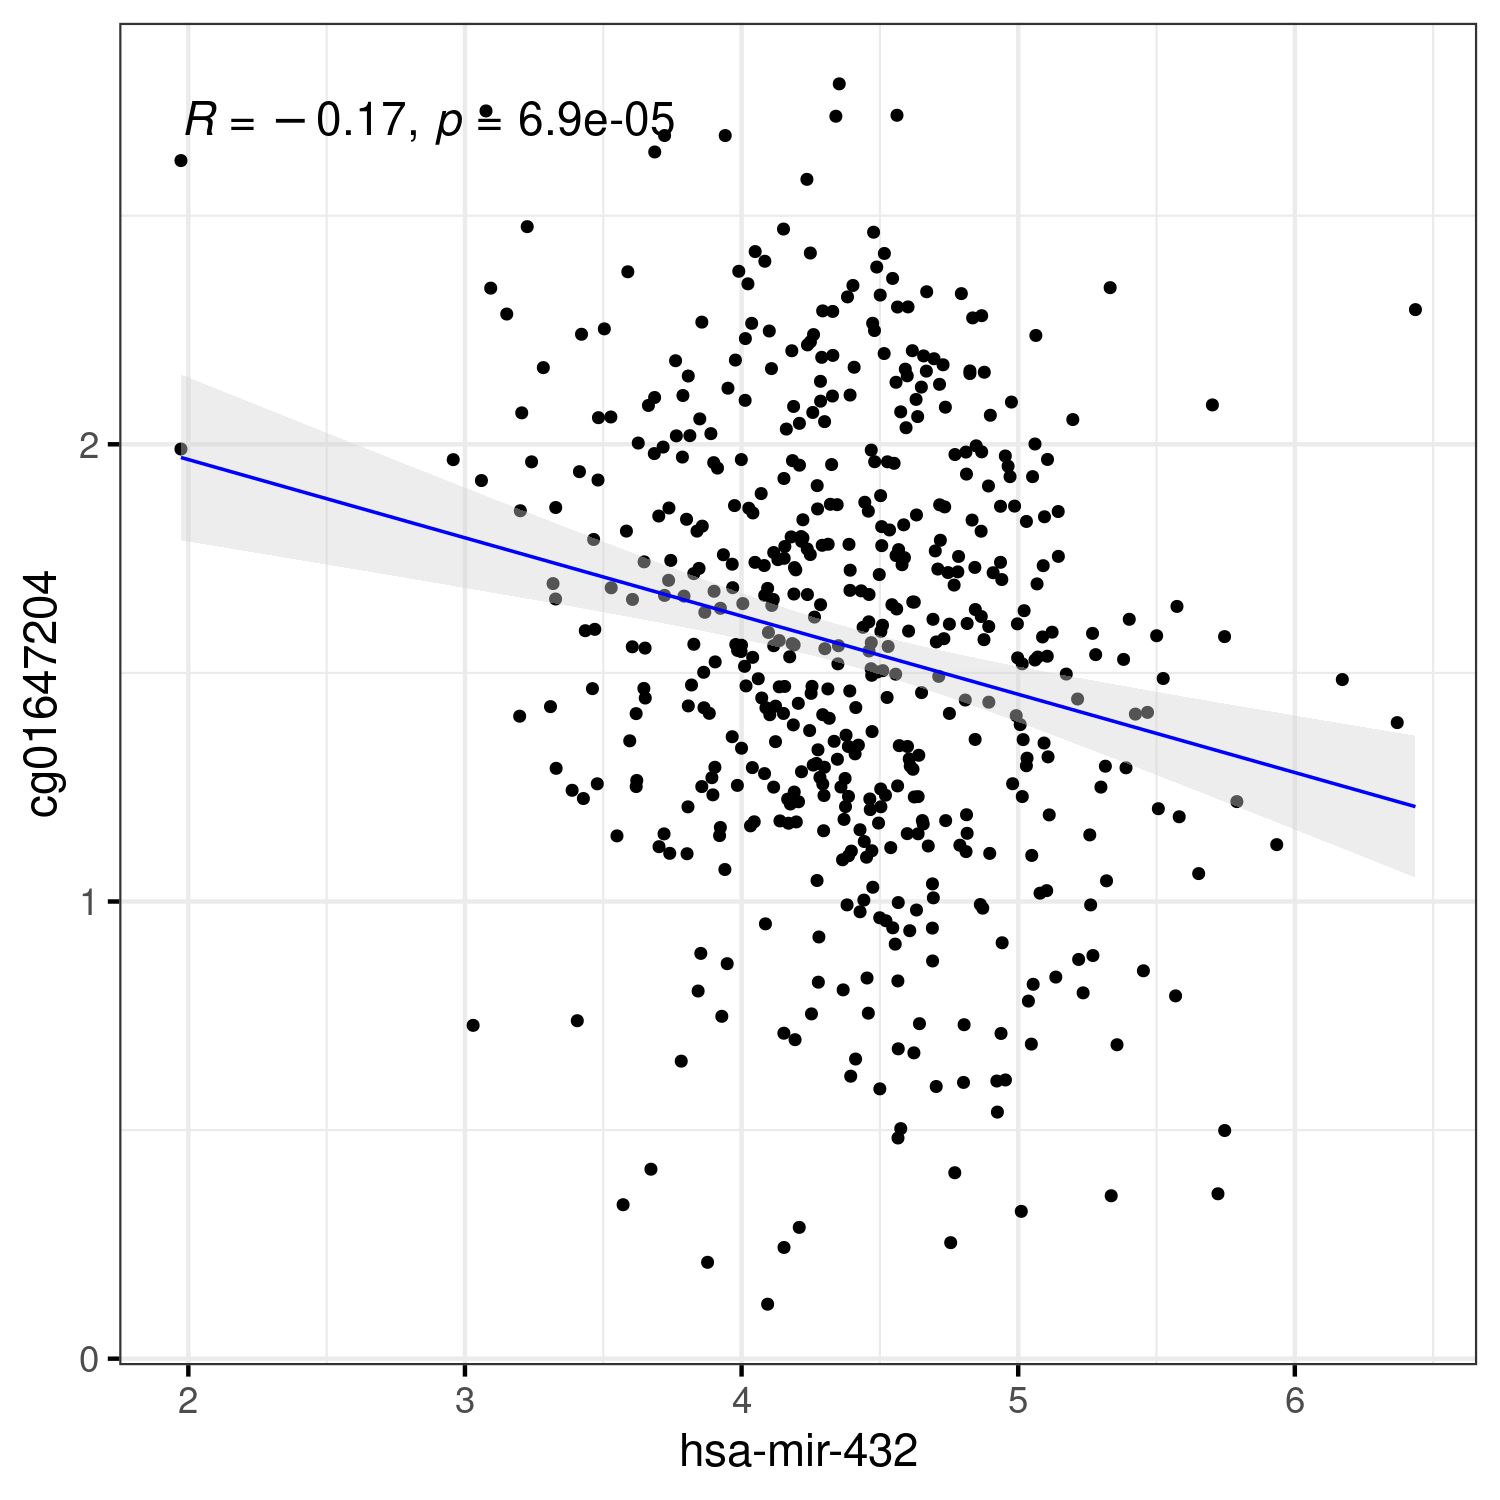 R = −0.17, p = 6.9e-05
cg01647204
2
1
0
2 3 4 5 6
hsa-mir-432